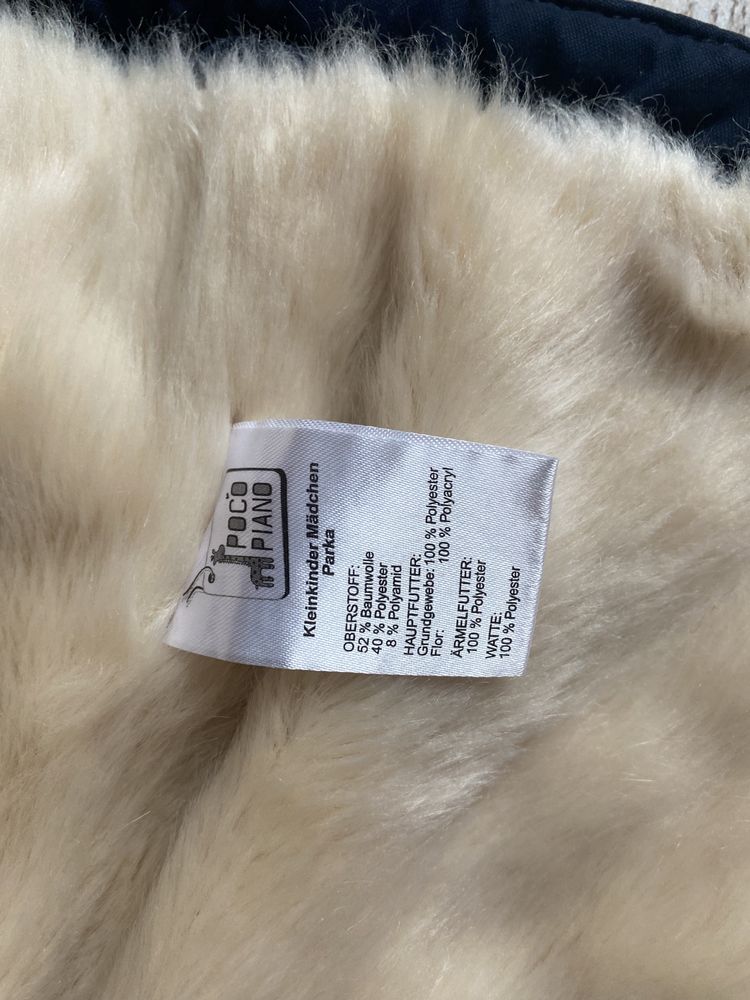 POCO
PIANO
Kleinkinder Mädchen
Parka
OBERSTOFF:
52 % Baumwolle
40 % Polyester
8 % Polyamid
HAUPTFUTTER:
Grundgewebe: 100 % Polyester
Flor: 100 % Polyacryl
ÄRMELFUTTER:
100 % Polyester
WATTE:
100 % Polyester